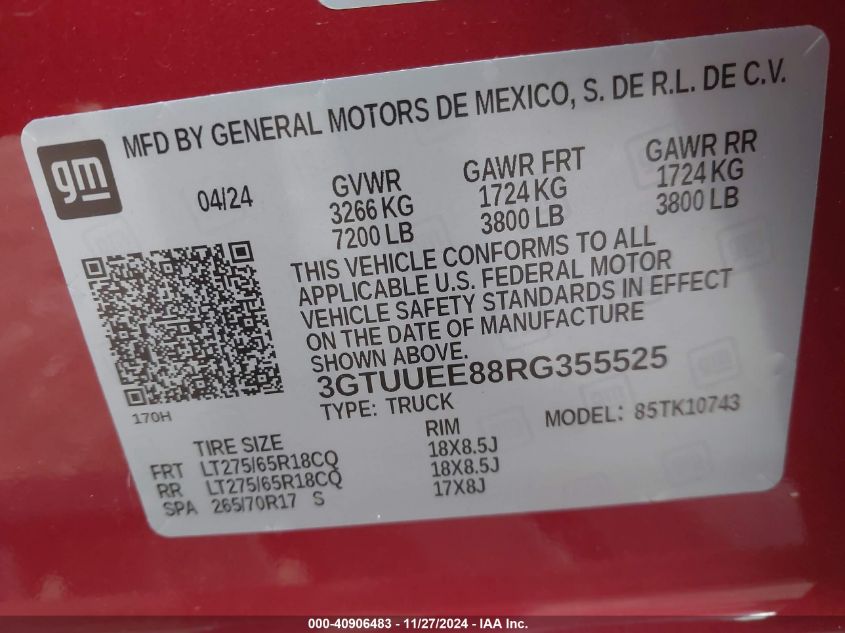 MFD BY GENERAL MOTORS DE MEXICO, S. DE R.L. DE C.V.
gm
04/24
GVWR
3266 KG
7200 LB
GAWR FRT
1724 KG
3800 LB
GAWR RR
1724 KG
3800 LB
THIS VEHICLE CONFORMS TO ALL
APPLICABLE U.S. FEDERAL MOTOR
VEHICLE SAFETY STANDARDS IN EFFECT
ON THE DATE OF MANUFACTURE
SHOWN ABOVE.
3GTUUEE88RG355525
170H
TYPE: TRUCK
MODEL: 85TK10743
TIRE SIZE RIM
FRT LT275/65R18CQ 18X8.5J
RR LT275/65R18CQ 18X8.5J
SPA 265/70R17 S 17X8J
000-40906483 - 11/27/2024 - IAA Inc.